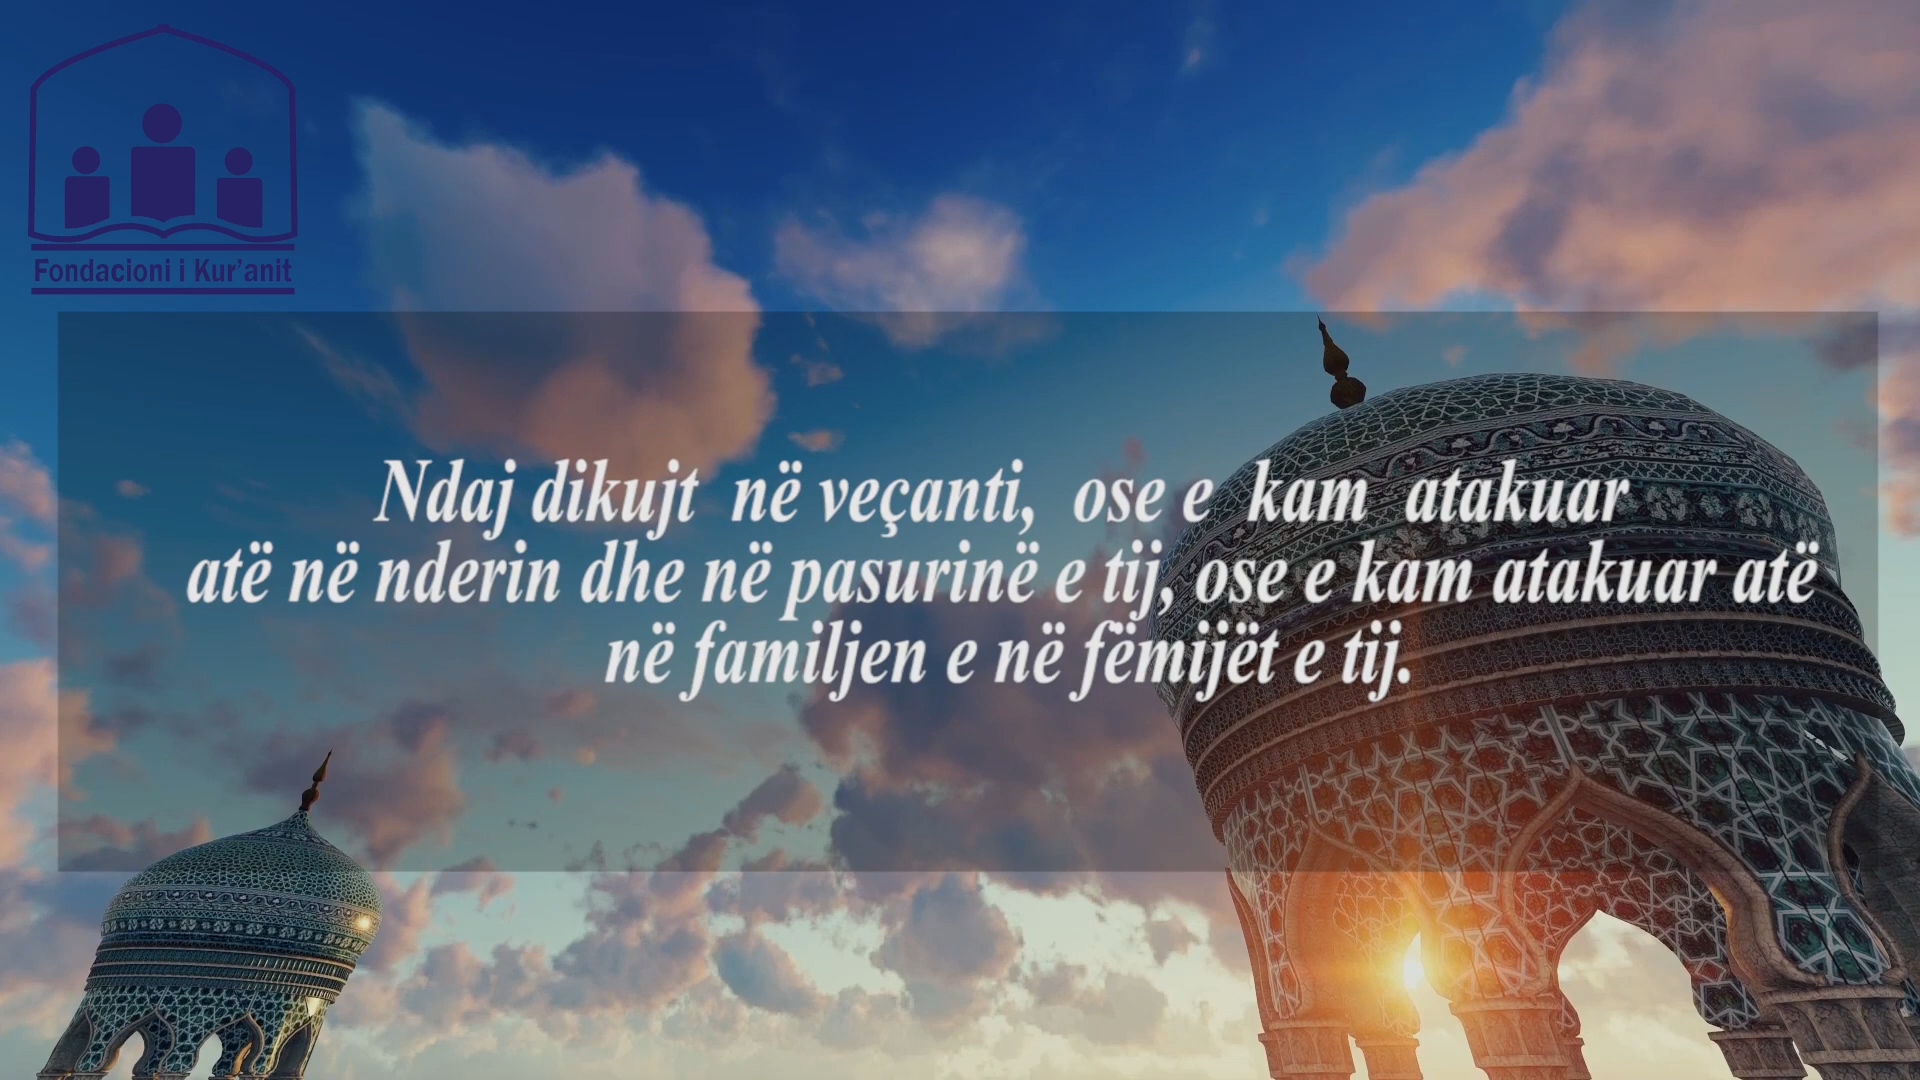 Fondacioni i Kur'anit
Ndaj dikujt në veçanti, ose e kam atakuar
atë në nderin dhe në pasurinë e tij, ose e kam atakuar atë
në familjen e në fëmijët e tij.